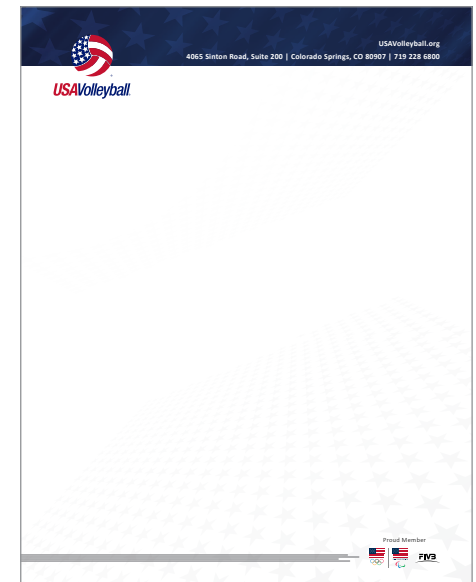 USAVolleyball.org
4065 Sinton Road, Suite 200 | Colorado Springs, CO 80907 | 719 228 6800
USAVolleyball
Proud Member
FIVB